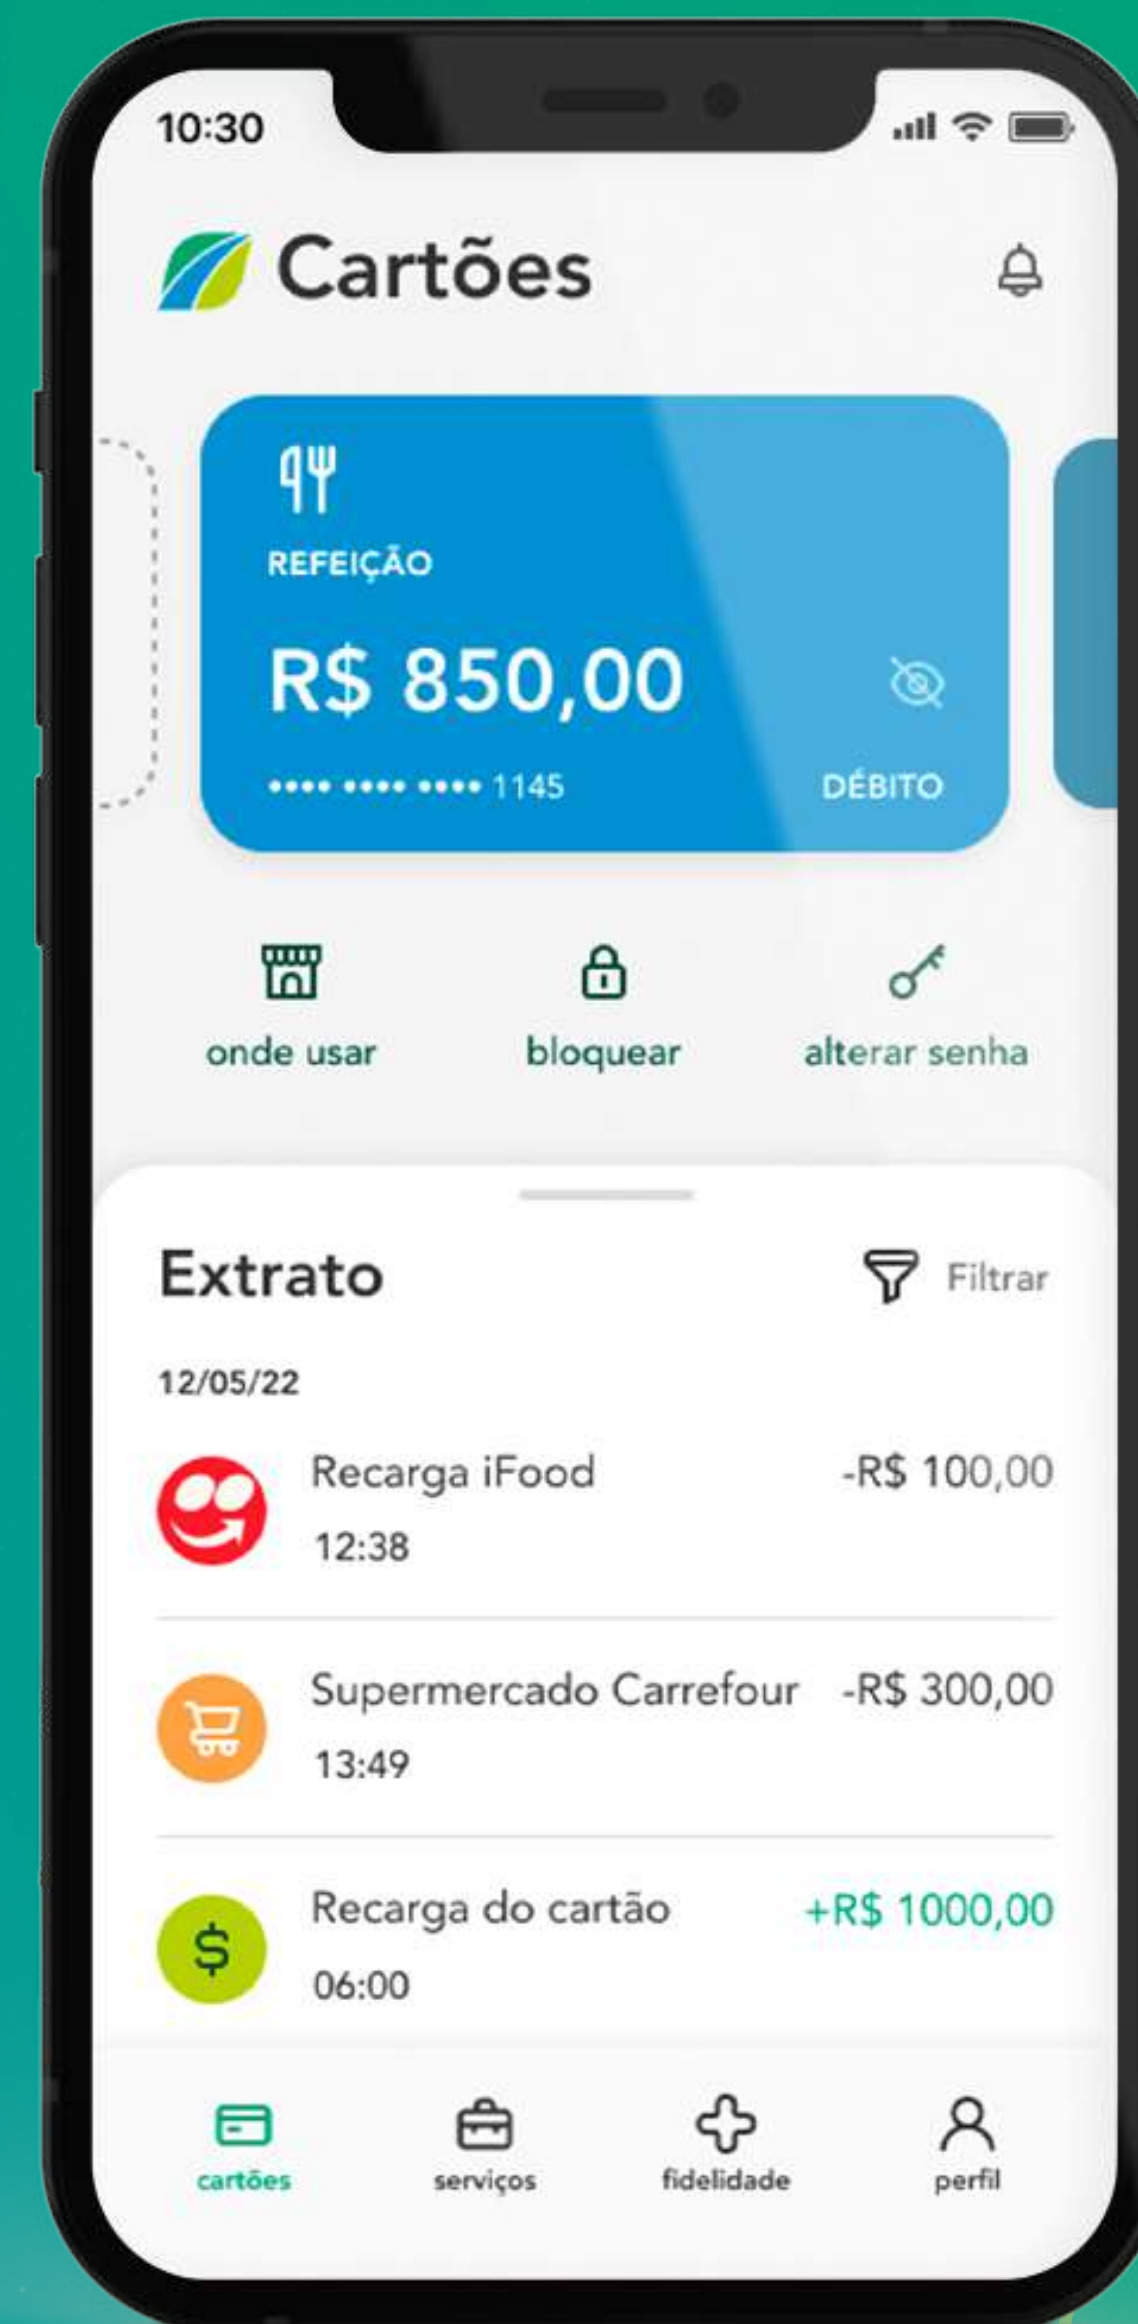 10:30
Cartões
REFEIÇÃO
R$ 850,00
•••• •••• •••• 1145 DÉBITO
onde usar bloquear alterar senha
Extrato Filtrar
12/05/22
Recarga iFood -R$ 100,00
12:38
Supermercado Carrefour -R$ 300,00
13:49
$
Recarga do cartão +R$ 1000,00
06:00
cartões serviços fidelidade perfil